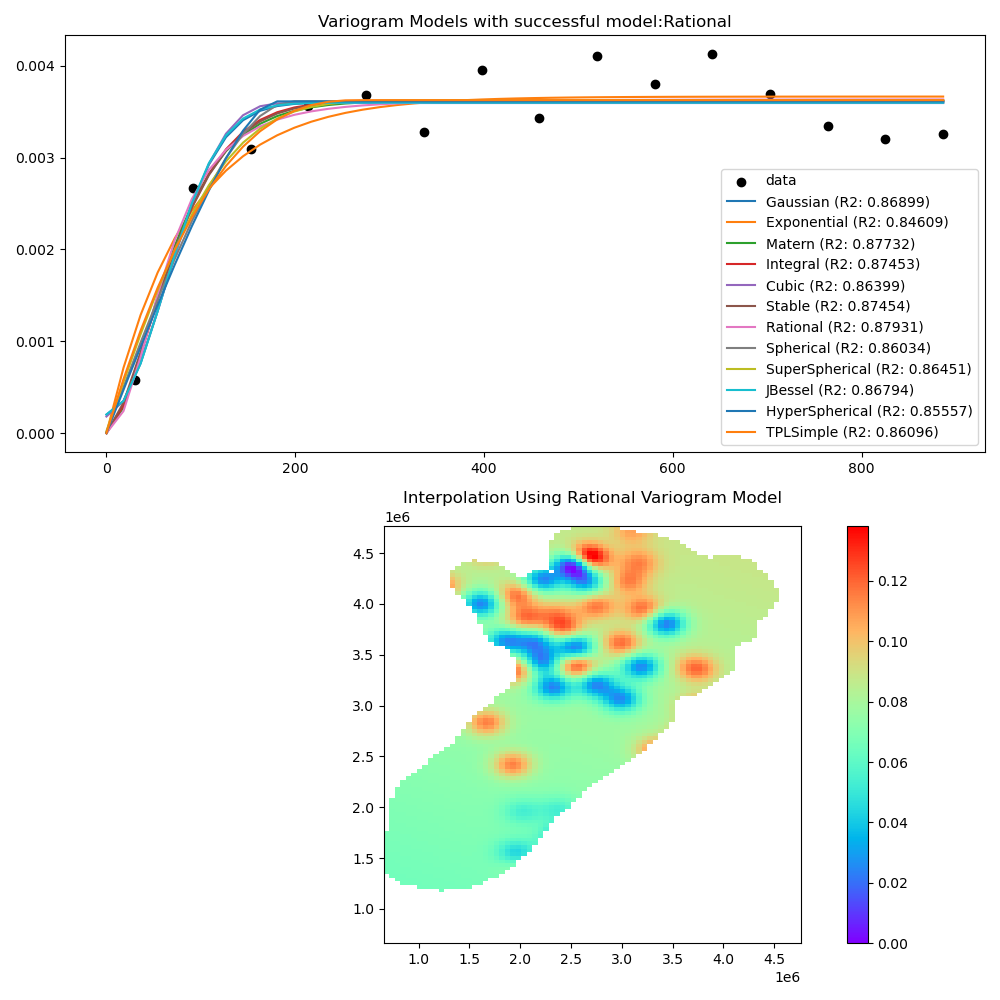 Variogram Models with successful model:Rational
0.004
0.003
0.002
0.001
0.000
0
200
400
600
800
data
Gaussian (R2: 0.86899)
Exponential (R2: 0.84609)
Matern (R2: 0.87732)
Integral (R2: 0.87453)
Cubic (R2: 0.86399)
Stable (R2: 0.87454)
Rational (R2: 0.87931)
Spherical (R2: 0.86034)
SuperSpherical (R2: 0.86451)
JBessel (R2: 0.86794)
HyperSpherical (R2: 0.85557)
TPLSimple (R2: 0.86096)
Interpolation Using Rational Variogram Model
1e6
4.5
4.0
3.5
3.0
2.5
2.0
1.5
1.0
1.0
1.5
2.0
2.5
3.0
3.5
4.0
4.5
1e6
0.12
0.10
0.08
0.06
0.04
0.02
0.00